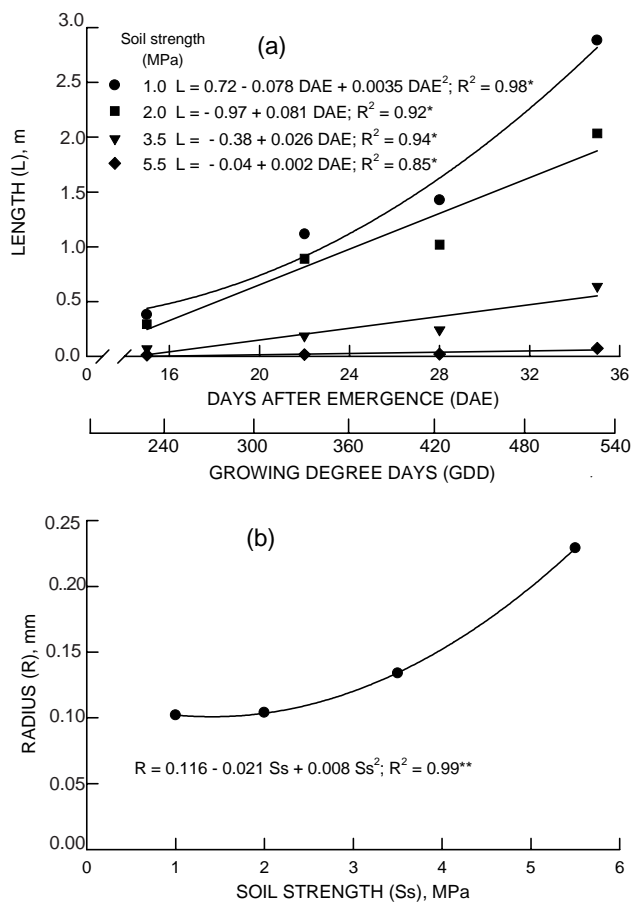 (a)
Soil strength
(MPa)
1.0 L = 0.72 - 0.078 DAE + 0.0035 DAE²; R² = 0.98*
2.0 L = - 0.97 + 0.081 DAE; R² = 0.92*
3.5 L = - 0.38 + 0.026 DAE; R² = 0.94*
5.5 L = - 0.04 + 0.002 DAE; R² = 0.85*
LENGTH (L), m
3.0
2.5
2.0
1.5
1.0
0.5
0.0
0 16 20 24 28 32 36
DAYS AFTER EMERGENCE (DAE)
240 300 360 420 480 540
GROWING DEGREE DAYS (GDD)
(b)
RADIUS (R), mm
0.25
0.20
0.15
0.10
0.05
0.00
R = 0.116 - 0.021 Ss + 0.008 Ss²; R² = 0.99**
0 1 2 3 4 5 6
SOIL STRENGTH (Ss), MPa